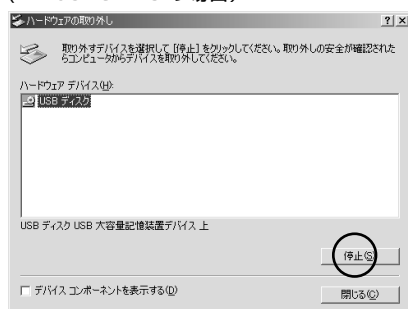 ハードウェアの取り外し
取り外すデバイスを選択して [停止] をクリックしてください。取り外しの安全が確認された
らコンピュータからデバイスを取り外してください。
ハードウェア デバイス(H):
USB ディスク
USB ディスク USB 大容量記憶装置デバイス 上
停止(S)
デバイス コンポーネントを表示する(D)
閉じる(C)